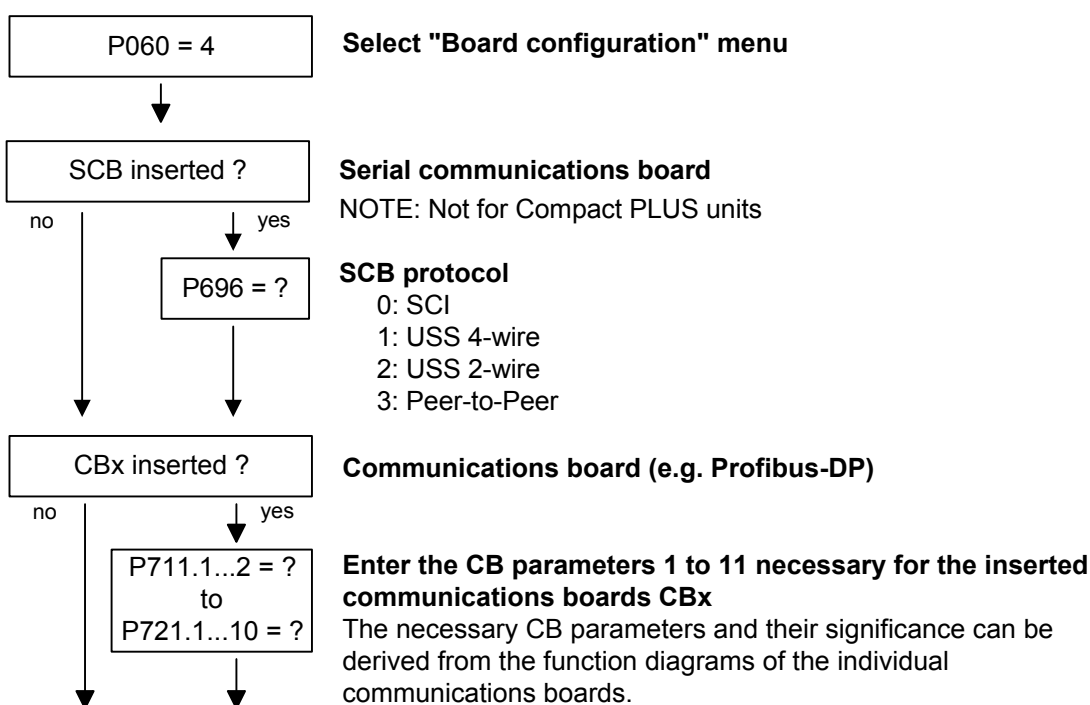 P060 = 4
Select "Board configuration" menu
SCB inserted ?
Serial communications board
NOTE: Not for Compact PLUS units
no
yes
P696 = ?
SCB protocol
0: SCI
1: USS 4-wire
2: USS 2-wire
3: Peer-to-Peer
CBx inserted ?
Communications board (e.g. Profibus-DP)
no
yes
P711.1...2 = ?
to
P721.1...10 = ?
Enter the CB parameters 1 to 11 necessary for the inserted
communications boards CBx
The necessary CB parameters and their significance can be
derived from the function diagrams of the individual
communications boards.